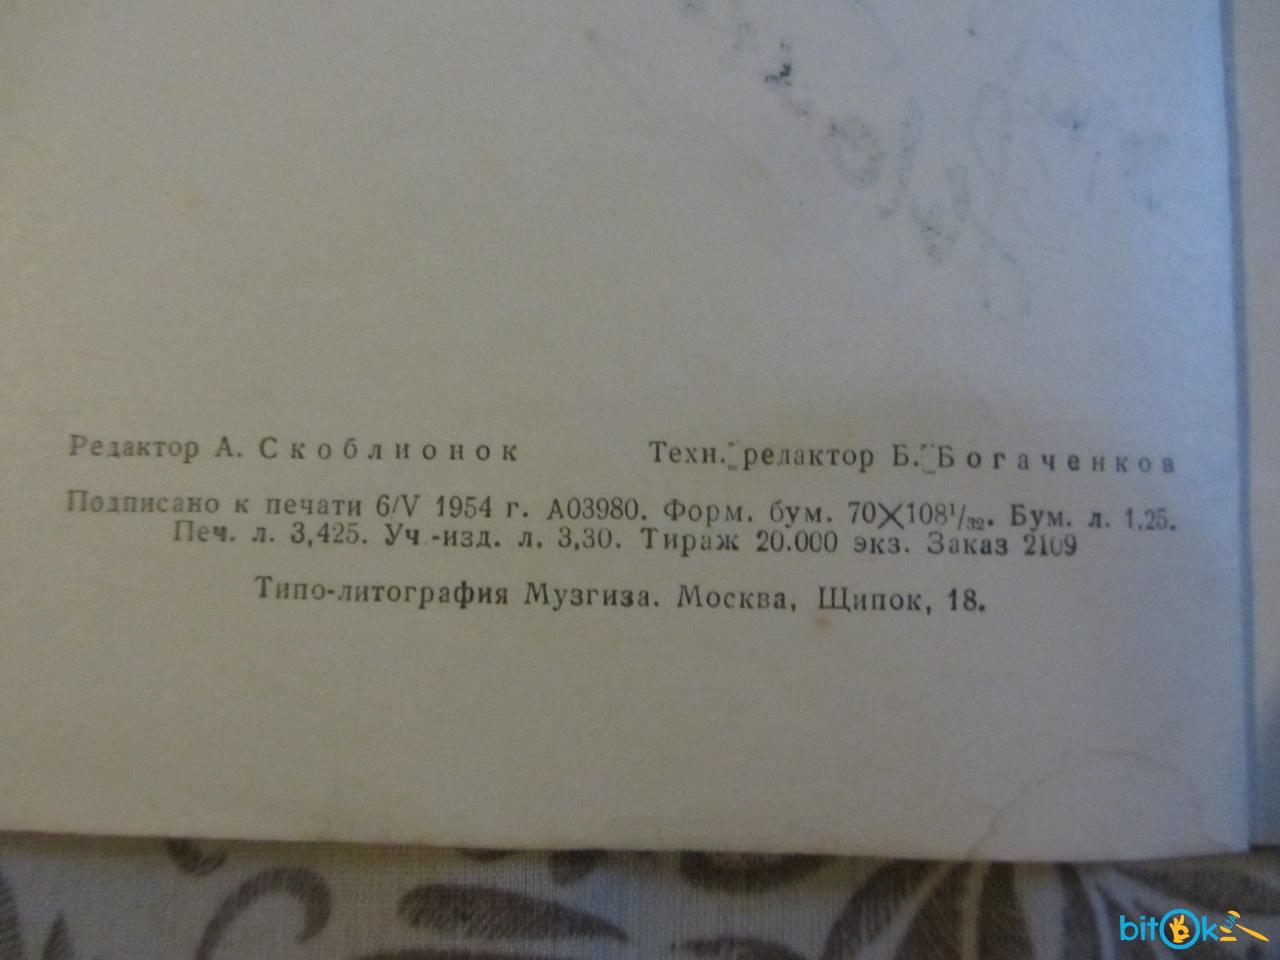 Редактор А. Скоблионок Техн. редактор Б. Богаченков
Подписано к печати 6/V 1954 г. А03980. Форм. бум. 70×108¹/₃₂. Бум. л. 1,25.
Печ. л. 3,425. Уч.-изд. л. 3,30. Тираж 20.000 экз. Заказ 2109
Типо-литография Музгиза. Москва, Щипок, 18.
bitOk